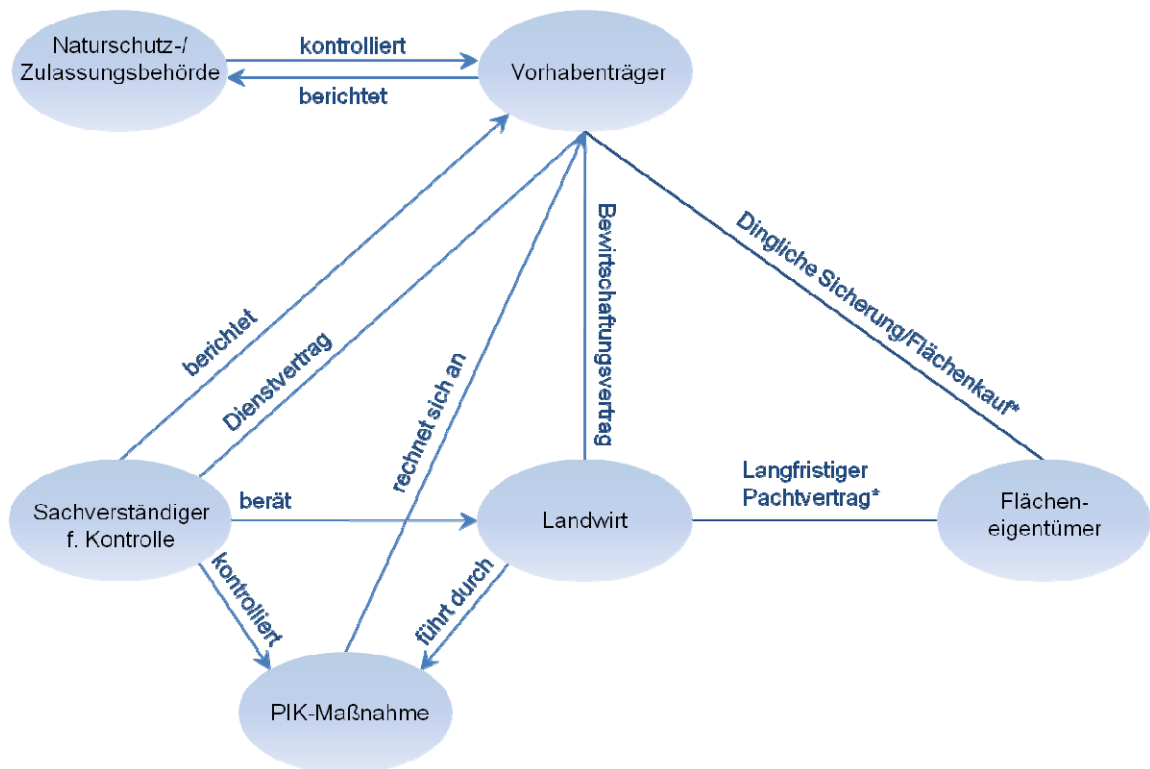 Naturschutz-/
Zulassungsbehörde
kontrolliert
berichtet
Vorhabenträger
berichtet
Dienstvertrag
rechnet sich an
Bewirtschaftungsvertrag
Dingliche Sicherung/Flächenkauf*
Sachverständiger
f. Kontrolle
berät
Landwirt
Langfristiger
Pachtvertrag*
Flächen-
eigentümer
kontrolliert
führt durch
PIK-Maßnahme